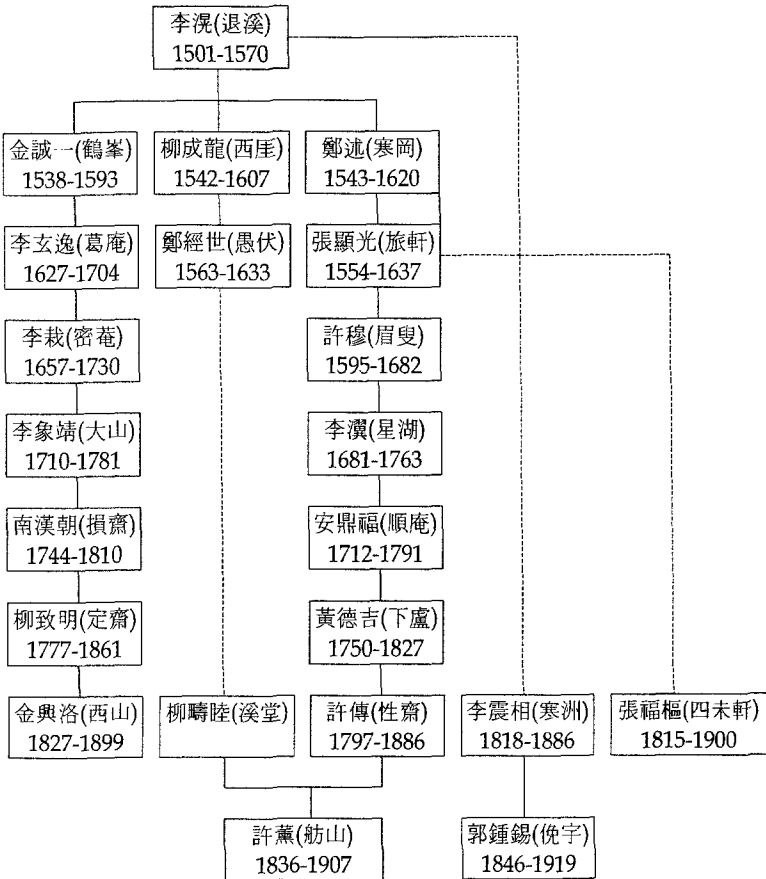 李滉(退溪)
1501-1570
金誠一(鶴峯)
1538-1593
柳成龍(西厓)
1542-1607
鄭逑(寒岡)
1543-1620
李玄逸(葛庵)
1627-1704
鄭經世(愚伏)
1563-1633
張顯光(旅軒)
1554-1637
李栽(密菴)
1657-1730
許穆(眉叟)
1595-1682
李象靖(大山)
1710-1781
李瀷(星湖)
1681-1763
南漢朝(損齋)
1744-1810
安鼎福(順庵)
1712-1791
柳致明(定齋)
1777-1861
黃德吉(下廬)
1750-1827
金興洛(西山)
1827-1899
柳疇睦(溪堂)
許傳(性齋)
1797-1886
李震相(寒洲)
1818-1886
張福樞(四未軒)
1815-1900
許薰(舫山)
1836-1907
郭鍾錫(俛宇)
1846-1919